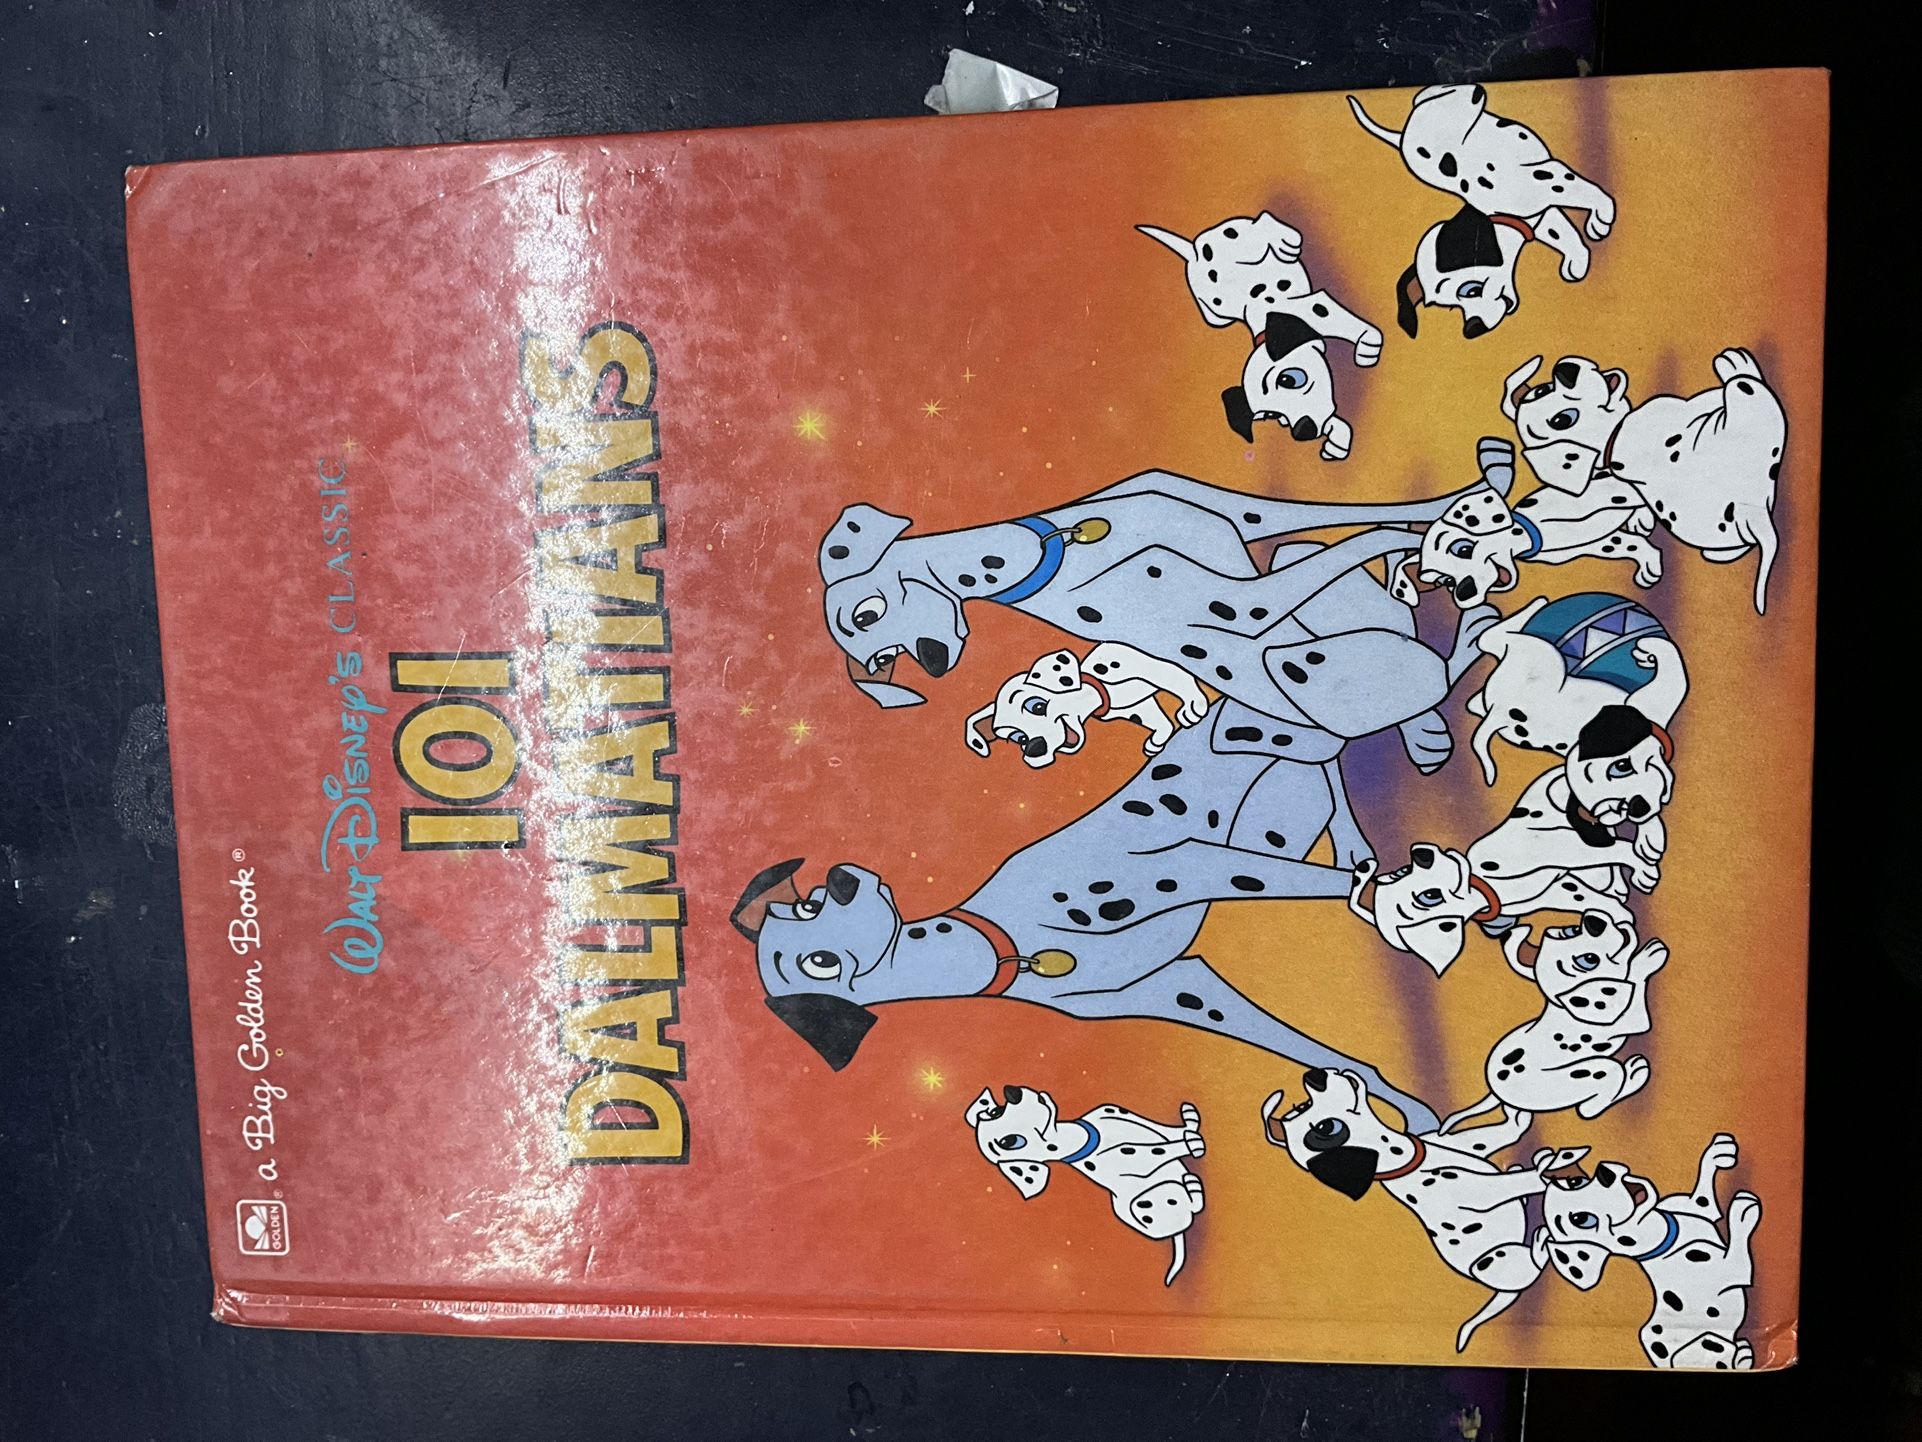 GOLDEN® a Big Golden Book®
WALT DISNEY'S CLASSIC
101
DALMATIANS